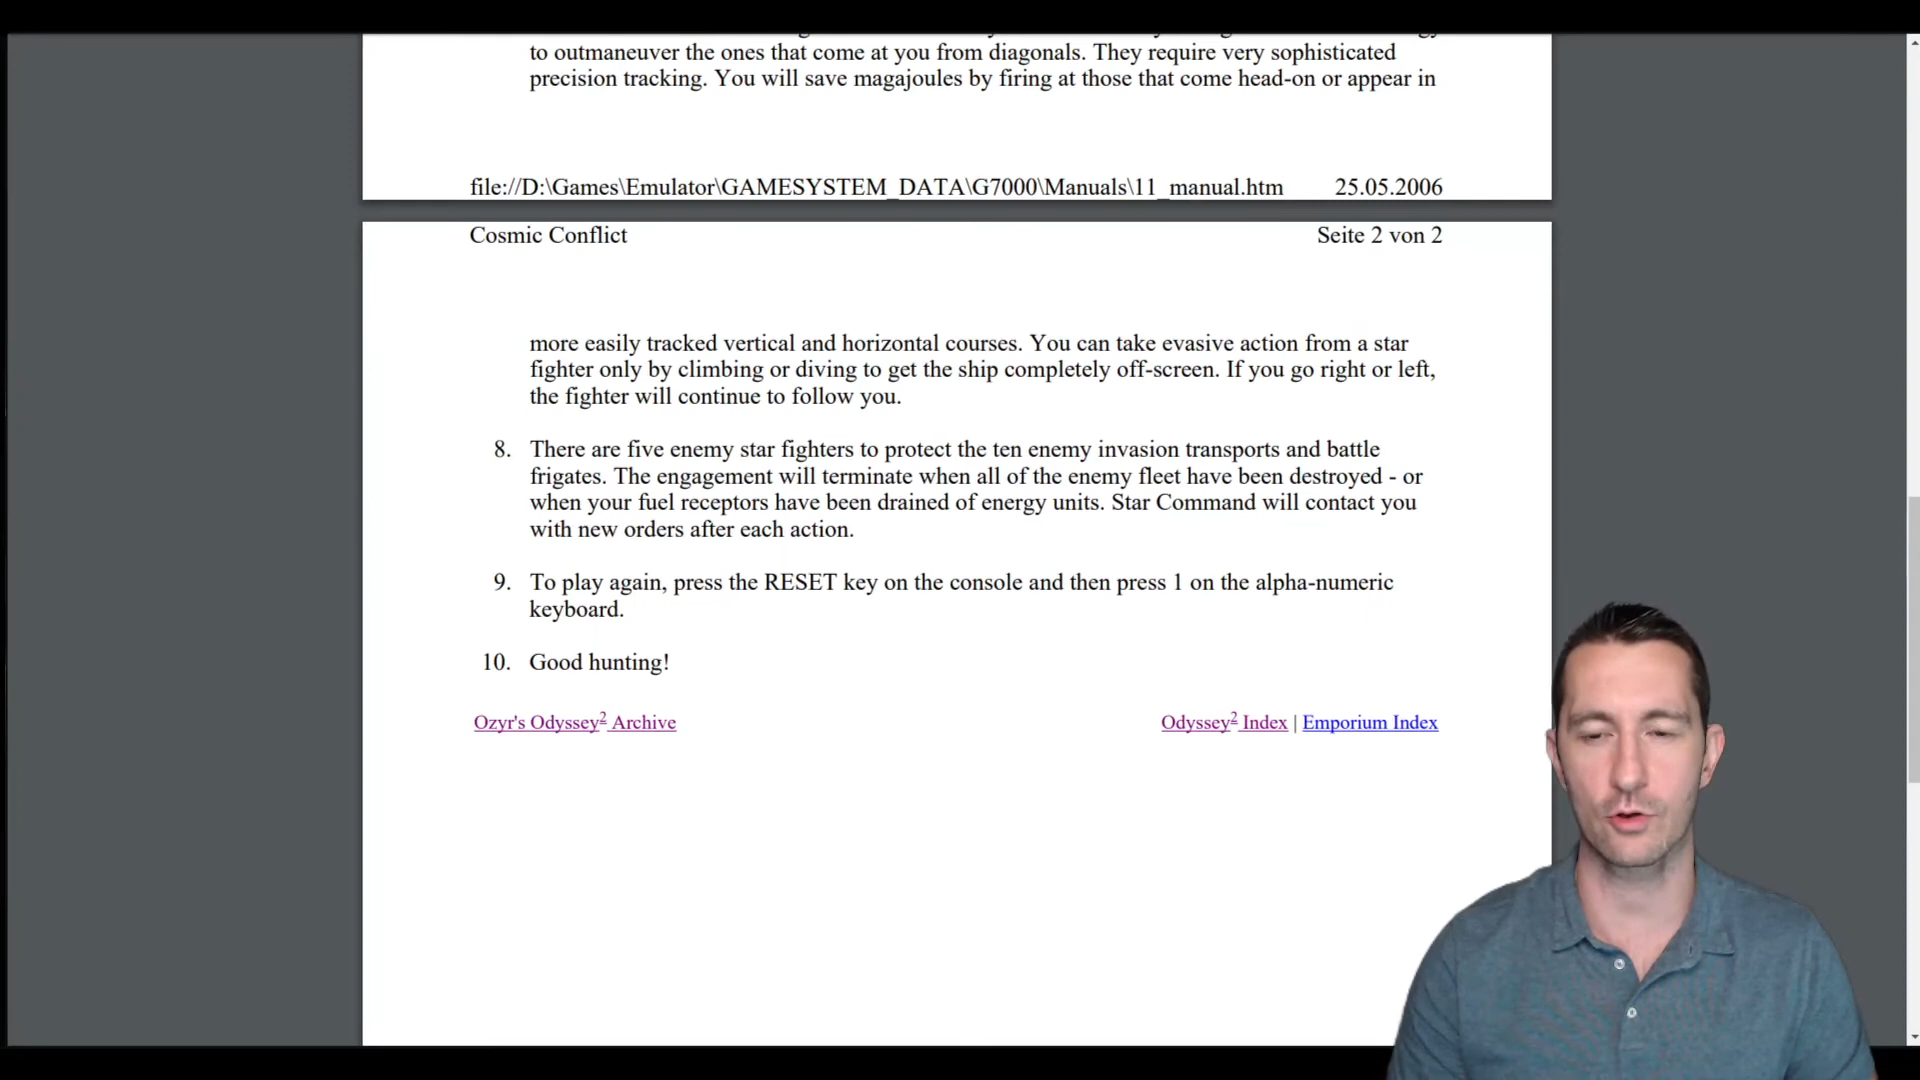 to outmaneuver the ones that come at you from diagonals. They require very sophisticated
precision tracking. You will save magajoules by firing at those that come head-on or appear in
file://D:\Games\Emulator\GAMESYSTEM_DATA\G7000\Manuals\11_manual.htm 25.05.2006
Cosmic Conflict Seite 2 von 2
more easily tracked vertical and horizontal courses. You can take evasive action from a star
fighter only by climbing or diving to get the ship completely off-screen. If you go right or left,
the fighter will continue to follow you.
8. There are five enemy star fighters to protect the ten enemy invasion transports and battle
frigates. The engagement will terminate when all of the enemy fleet have been destroyed - or
when your fuel receptors have been drained of energy units. Star Command will contact you
with new orders after each action.
9. To play again, press the RESET key on the console and then press 1 on the alpha-numeric
keyboard.
10. Good hunting!
Ozyr's Odyssey² Archive Odyssey² Index | Emporium Index